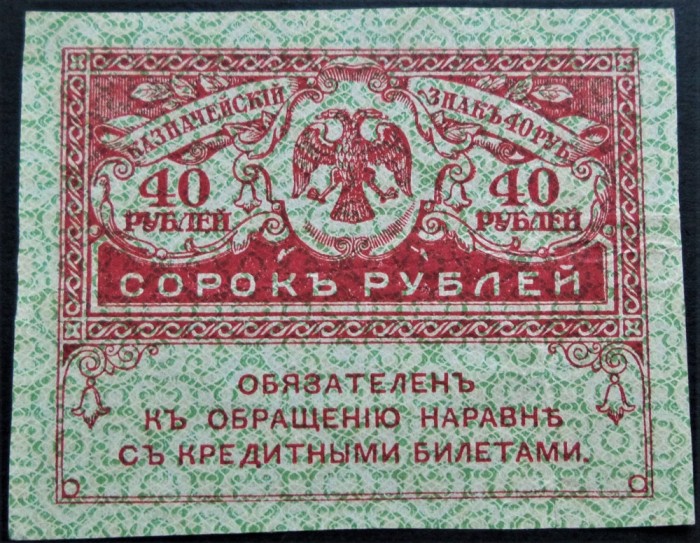 КАЗНАЧЕЙСКІЙ
ЗНАКЪ 40 РУБ.
40
РУБЛЕЙ
40
РУБЛЕЙ
СОРОКЪ РУБЛЕЙ
ОБЯЗАТЕЛЕНЪ
КЪ ОБРАЩЕНІЮ НАРАВНѢ
СЪ КРЕДИТНЫМИ БИЛЕТАМИ.